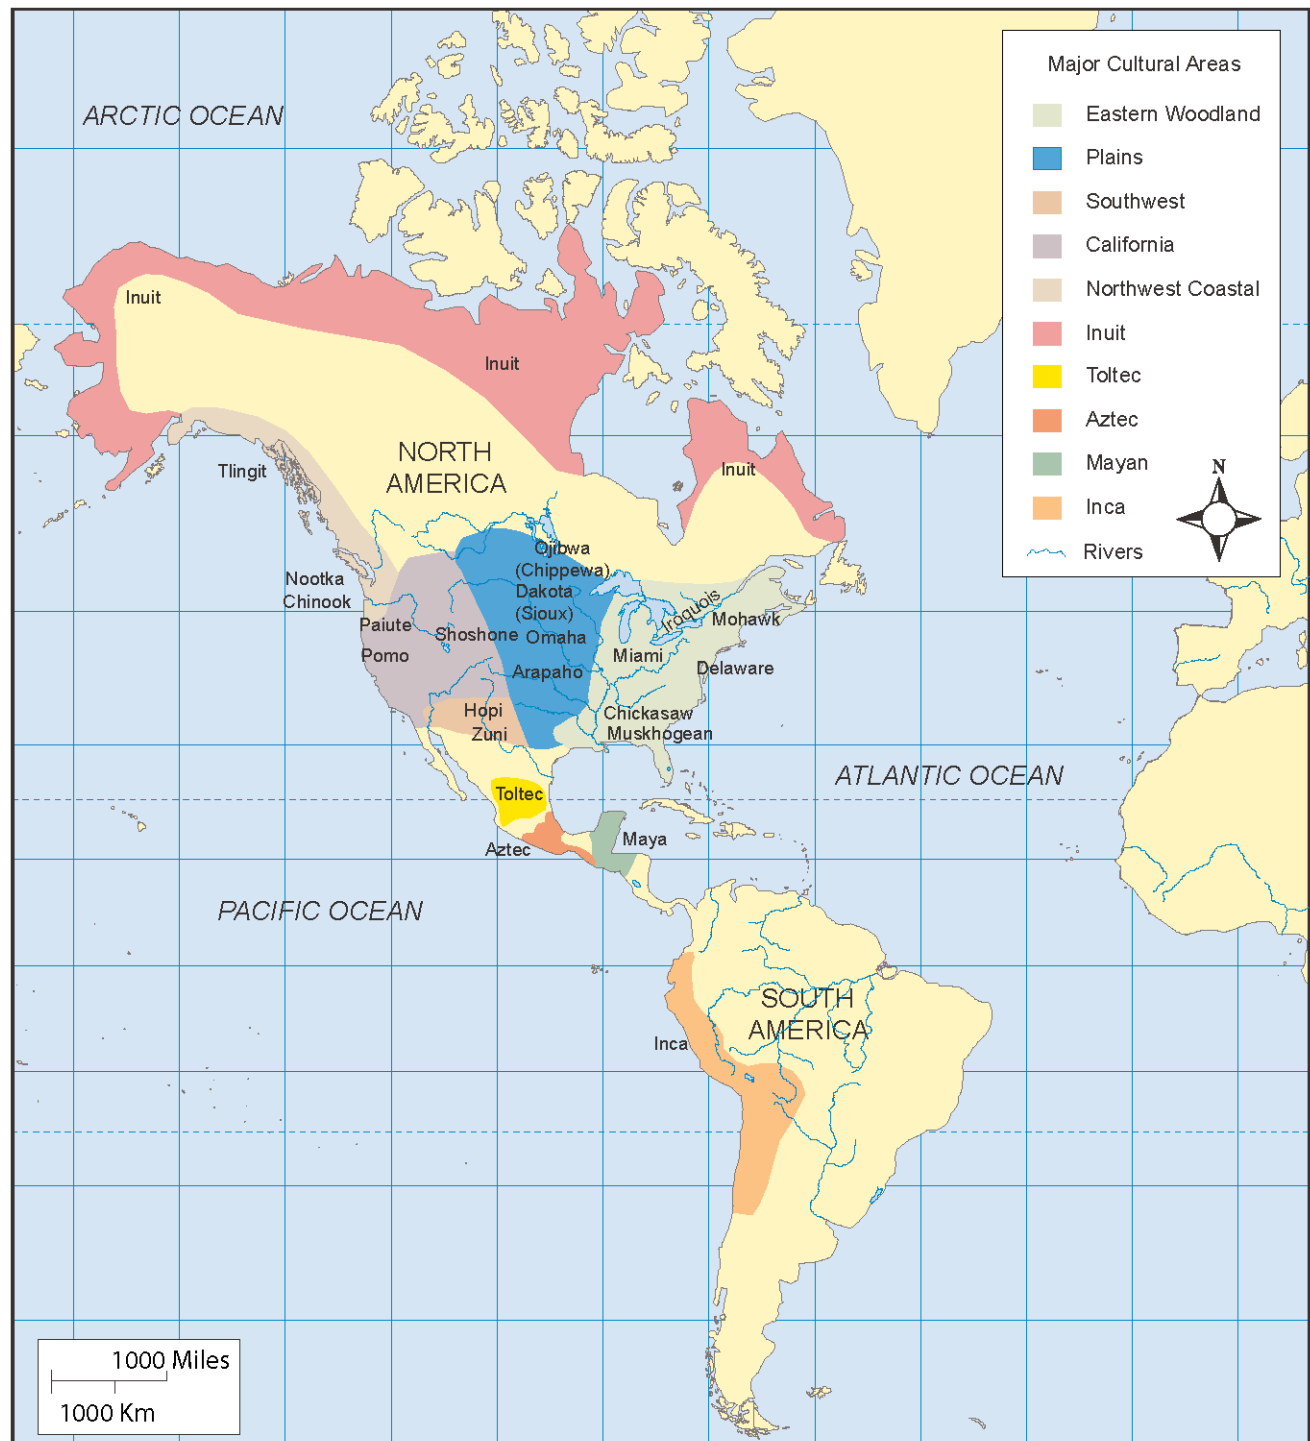 Major Cultural Areas
Eastern Woodland
Plains
Southwest
California
Northwest Coastal
Inuit
Toltec
Aztec
Mayan
Inca
Rivers
N
ARCTIC OCEAN
Inuit
Inuit
NORTH
AMERICA
Tlingit
Inuit
Ojibwa
(Chippewa)
Nootka
Chinook
Dakota
(Sioux)
Iroquois
Mohawk
Paiute
Shoshone
Omaha
Pomo
Miami
Arapaho
Delaware
Hopi
Zuni
Chickasaw
Muskhogean
ATLANTIC OCEAN
Toltec
Aztec
Maya
PACIFIC OCEAN
SOUTH
AMERICA
Inca
1000 Miles
1000 Km